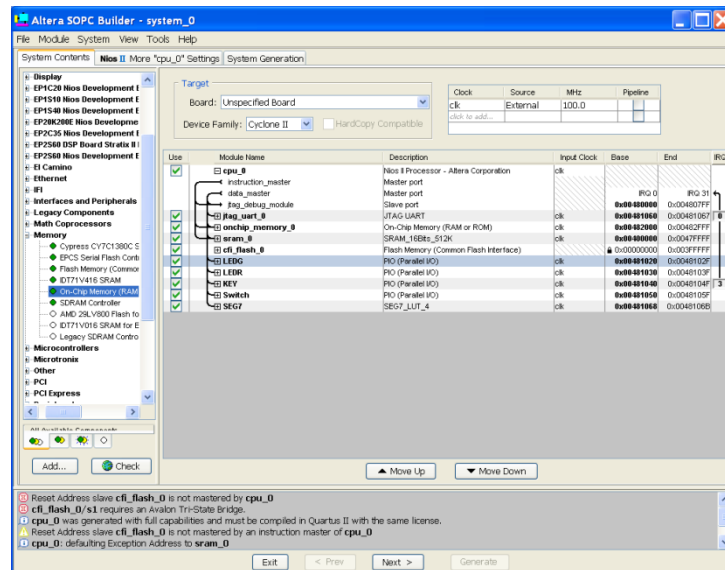 Altera SOPC Builder - system_0
File Module System View Tools Help
System Contents Nios II More "cpu_0" Settings System Generation
Display
EP1C20 Nios Development E
EP1S10 Nios Development E
EP1S40 Nios Development E
EP20K200E Nios Developmen
EP2C35 Nios Development E
EP2S60 DSP Board Stratix II
EP2S60 Nios Development E
El Camino
Ethernet
IFI
Interfaces and Peripherals
Legacy Components
Math Coprocessors
Memory
Cypress CY7C1380C S
EPCS Serial Flash Cont
Flash Memory (Common
IDT71V416 SRAM
On-Chip Memory (RAM
SDRAM Controller
AMD 29LV800 Flash fo
IDT71V016 SRAM for E
Legacy SDRAM Contro
Microcontrollers
Microtronix
Other
PCI
PCI Express
All Available Components
Add... Check
Target
Board: Unspecified Board
Device Family: Cyclone II HardCopy Compatible
Clock Source MHz Pipeline
clk External 100.0
click to add...
Use Module Name Description Input Clock Base End IRQ
cpu_0 Nios II Processor - Altera Corporation clk
instruction_master Master port
data_master Master port IRQ 0 IRQ 31
jtag_debug_module Slave port 0x00480000 0x004807FF
jtag_uart_0 JTAG UART clk 0x00481060 0x00481067 0
onchip_memory_0 On-Chip Memory (RAM or ROM) clk 0x00482000 0x00482FFF
sram_0 SRAM_16Bits_512K clk 0x00400000 0x0047FFFF
cfi_flash_0 Flash Memory (Common Flash Interface) 0x00000000 0x003FFFFF
LEDG PIO (Parallel I/O) clk 0x00481020 0x0048102F
LEDR PIO (Parallel I/O) clk 0x00481030 0x0048103F
KEY PIO (Parallel I/O) clk 0x00481040 0x0048104F 3
Switch PIO (Parallel I/O) clk 0x00481050 0x0048105F
SEG7 SEG7_LUT_4 clk 0x00481068 0x0048106B
Move Up Move Down
Reset Address slave cfi_flash_0 is not mastered by cpu_0
cfi_flash_0/s1 requires an Avalon Tri-State Bridge.
cpu_0 was generated with full capabilities and must be compiled in Quartus II with the same license.
Reset Address slave cfi_flash_0 is not mastered by an instruction master of cpu_0
cpu_0: defaulting Exception Address to sram_0
Exit < Prev Next > Generate